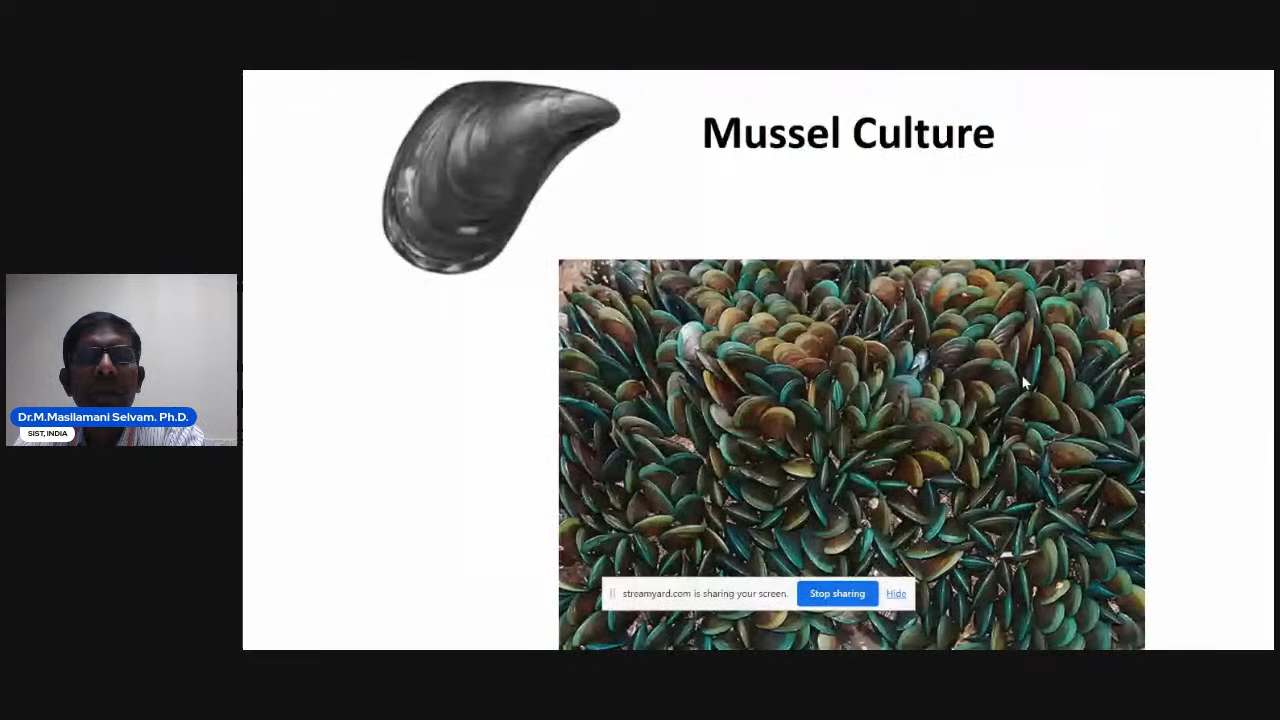 Mussel Culture
Dr.M.Masilamani Selvam. Ph.D.
SIST, INDIA
streamyard.com is sharing your screen. Stop sharing Hide